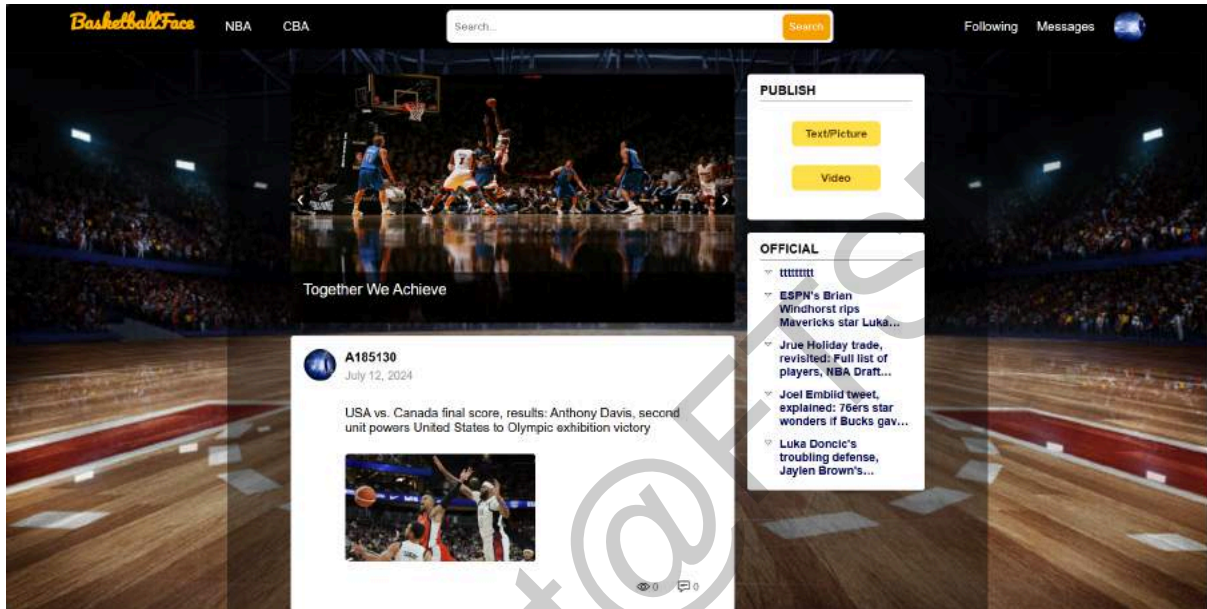 BasketballFace NBA CBA Search... Search Following Messages
Together We Achieve
A185130
July 12, 2024
USA vs. Canada final score, results: Anthony Davis, second
unit powers United States to Olympic exhibition victory
0 0
PUBLISH
Text/Picture
Video
OFFICIAL
ttttttttt
ESPN's Brian
Windhorst rips
Mavericks star Luka...
Jrue Holiday trade,
revisited: Full list of
players, NBA Draft...
Joel Embiid tweet,
explained: 76ers star
wonders if Bucks gav...
Luka Doncic's
troubling defense,
Jaylen Brown's...